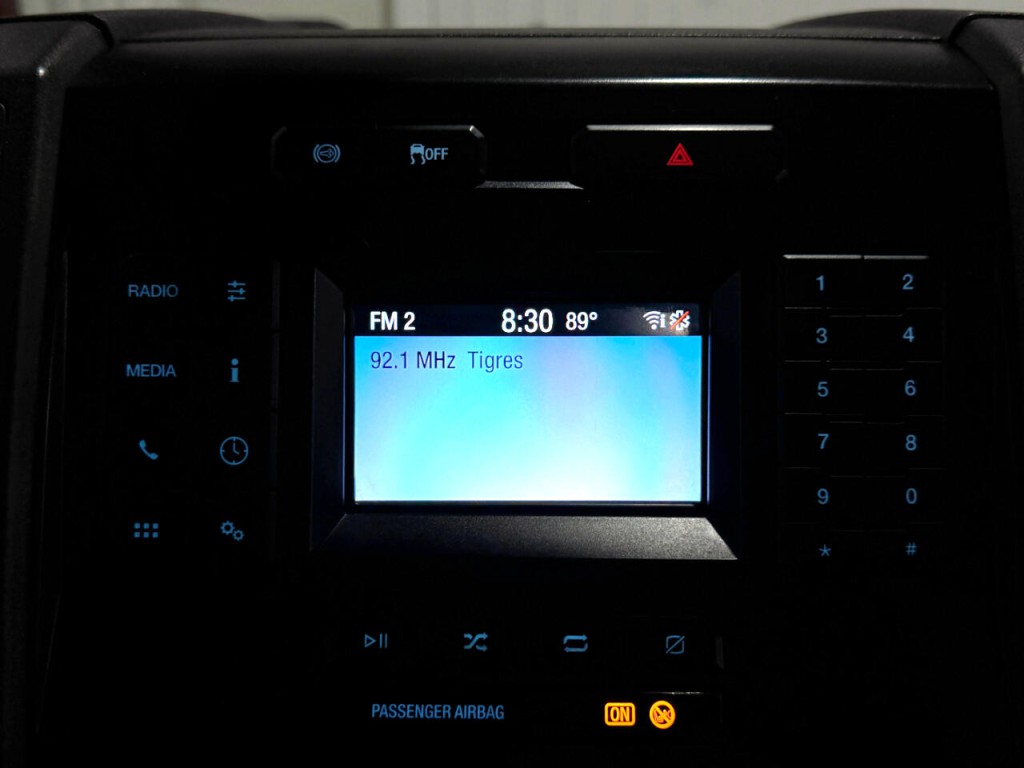 OFF
FM 2 8:30 89°
92.1 MHz Tigres
RADIO
MEDIA
i
1 2
3 4
5 6
7 8
9 0
* #
PASSENGER AIRBAG ON